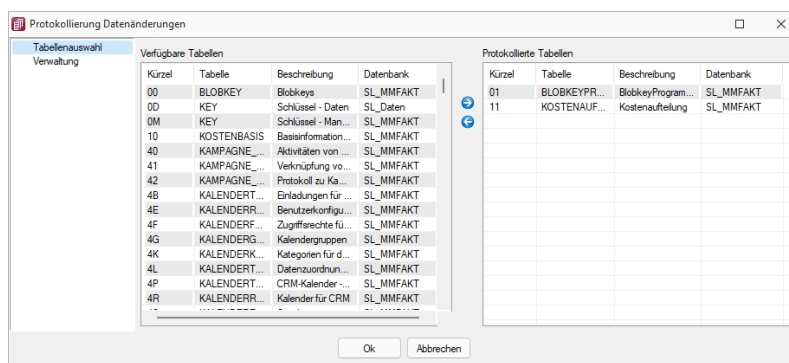 Protokollierung Datenänderungen
Tabellenauswahl
Verwaltung
Verfügbare Tabellen
Kürzel Tabelle Beschreibung Datenbank
00 BLOBKEY Blobkeys SL_MMFAKT
0D KEY Schlüssel - Daten SL_Daten
0M KEY Schlüssel - Man... SL_MMFAKT
10 KOSTENBASIS Basisinformation... SL_MMFAKT
40 KAMPAGNE_... Aktivitäten von ... SL_MMFAKT
41 KAMPAGNE_... Verknüpfung vo... SL_MMFAKT
42 KAMPAGNE_... Protokoll zu Ka... SL_MMFAKT
4B KALENDERT... Einladungen für ... SL_MMFAKT
4E KALENDERR... Benutzerkonfigu... SL_MMFAKT
4F KALENDERF... Zugriffsrechte fü... SL_MMFAKT
4G KALENDERG... Kalendergruppen SL_MMFAKT
4K KALENDERK... Kategorien für d... SL_MMFAKT
4L KALENDERT... Datenzuordnun... SL_MMFAKT
4P KALENDERT... CRM-Kalender -... SL_MMFAKT
4R KALENDERR... Kalender für CRM SL_MMFAKT
Protokollierte Tabellen
Kürzel Tabelle Beschreibung Datenbank
01 BLOBKEYPR... BlobkeyProgram... SL_MMFAKT
11 KOSTENAUF... Kostenaufteilung SL_MMFAKT
Ok Abbrechen